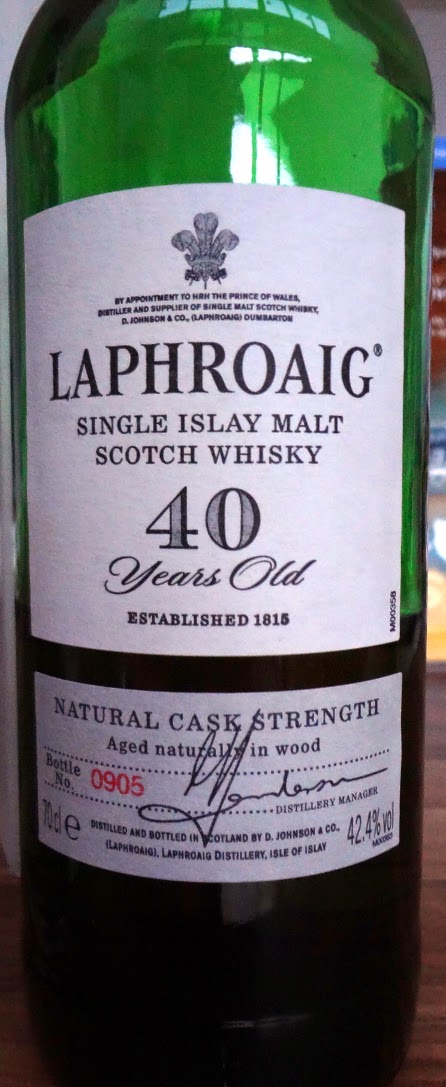 BY APPOINTMENT TO HRH THE PRINCE OF WALES,
DISTILLER AND SUPPLIER OF SINGLE MALT SCOTCH WHISKY,
D. JOHNSON & CO., (LAPHROAIG) DUMBARTON
LAPHROAIG®
SINGLE ISLAY MALT
SCOTCH WHISKY
40
Years Old
ESTABLISHED 1815
M00358
NATURAL CASK STRENGTH
Aged naturally in wood
Bottle
No. 0905
Henderson
DISTILLERY MANAGER
70cl e
DISTILLED AND BOTTLED IN SCOTLAND BY D. JOHNSON & CO.,
(LAPHROAIG), LAPHROAIG DISTILLERY, ISLE OF ISLAY
42.4% vol